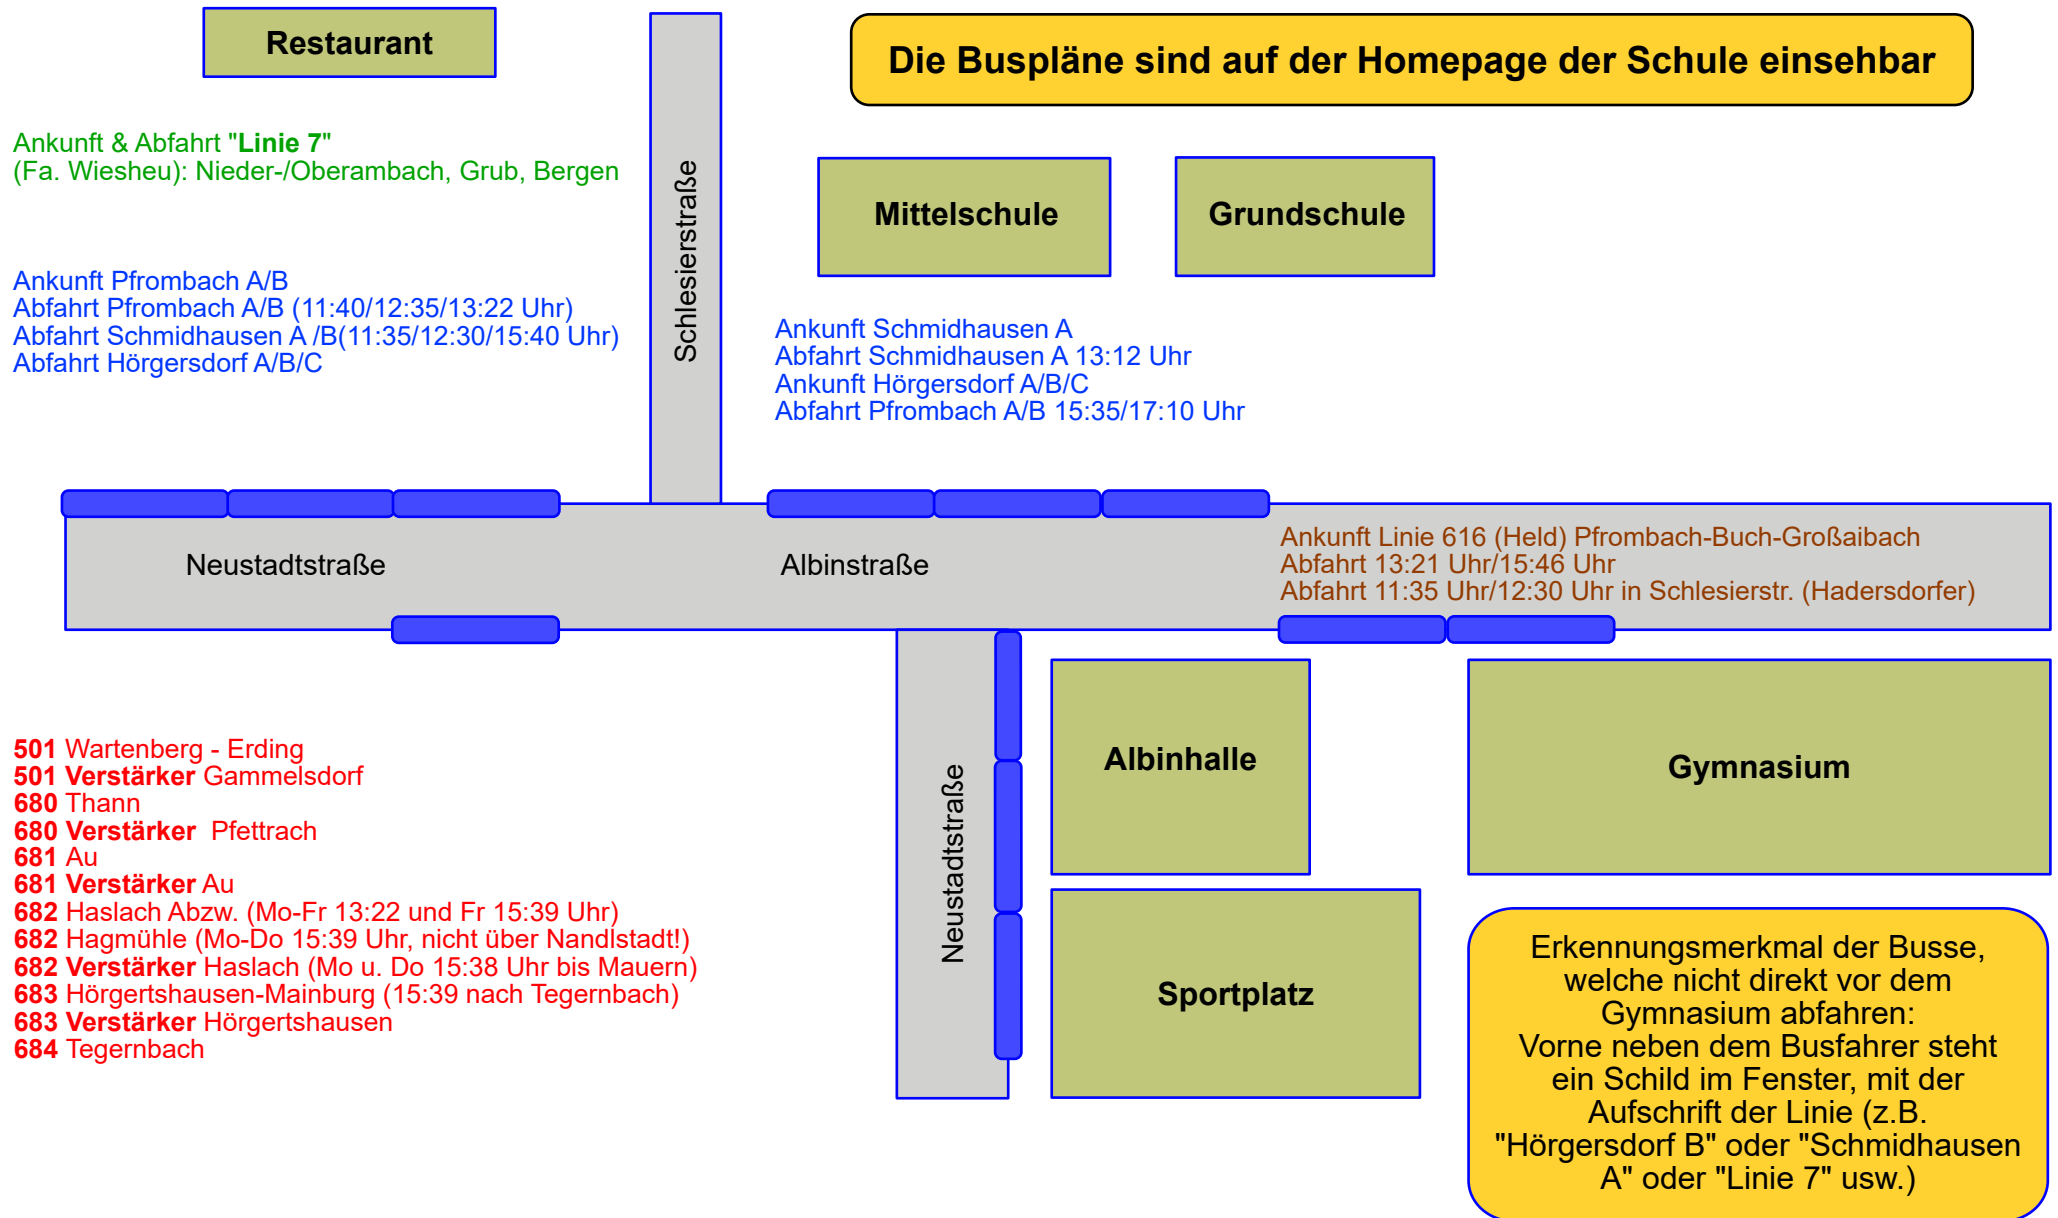 Restaurant
Die Buspläne sind auf der Homepage der Schule einsehbar
Ankunft & Abfahrt "Linie 7"
(Fa. Wiesheu): Nieder-/Oberambach, Grub, Bergen
Ankunft Pfrombach A/B
Abfahrt Pfrombach A/B (11:40/12:35/13:22 Uhr)
Abfahrt Schmidhausen A /B(11:35/12:30/15:40 Uhr)
Abfahrt Hörgersdorf A/B/C
Schlesierstraße
Mittelschule
Grundschule
Ankunft Schmidhausen A
Abfahrt Schmidhausen A 13:12 Uhr
Ankunft Hörgersdorf A/B/C
Abfahrt Pfrombach A/B 15:35/17:10 Uhr
Neustadtstraße
Albinstraße
Ankunft Linie 616 (Held) Pfrombach-Buch-Großaibach
Abfahrt 13:21 Uhr/15:46 Uhr
Abfahrt 11:35 Uhr/12:30 Uhr in Schlesierstr. (Hadersdorfer)
501 Wartenberg - Erding
501 Verstärker Gammelsdorf
680 Thann
680 Verstärker Pfettrach
681 Au
681 Verstärker Au
682 Haslach Abzw. (Mo-Fr 13:22 und Fr 15:39 Uhr)
682 Hagmühle (Mo-Do 15:39 Uhr, nicht über Nandlstadt!)
682 Verstärker Haslach (Mo u. Do 15:38 Uhr bis Mauern)
683 Hörgertshausen-Mainburg (15:39 nach Tegernbach)
683 Verstärker Hörgertshausen
684 Tegernbach
Neustadtstraße
Albinhalle
Gymnasium
Sportplatz
Erkennungsmerkmal der Busse,
welche nicht direkt vor dem
Gymnasium abfahren:
Vorne neben dem Busfahrer steht
ein Schild im Fenster, mit der
Aufschrift der Linie (z.B.
"Hörgersdorf B" oder "Schmidhausen
A" oder "Linie 7" usw.)